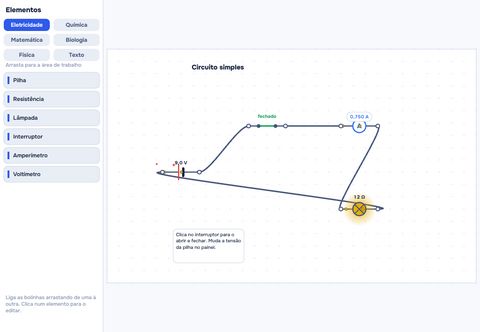 Elementos
Eletricidade
Química
Matemática
Biologia
Física
Texto
Arrasta para a área de trabalho
Pilha
Resistência
Lâmpada
Interruptor
Amperímetro
Voltímetro
Liga as bolinhas arrastando de uma à
outra. Clica num elemento para o
editar.
Circuito simples
fechado
0,750 A
A
9,0 V
12 Ω
Clica no interruptor para o
abrir e fechar. Muda a tensão
da pilha no painel.